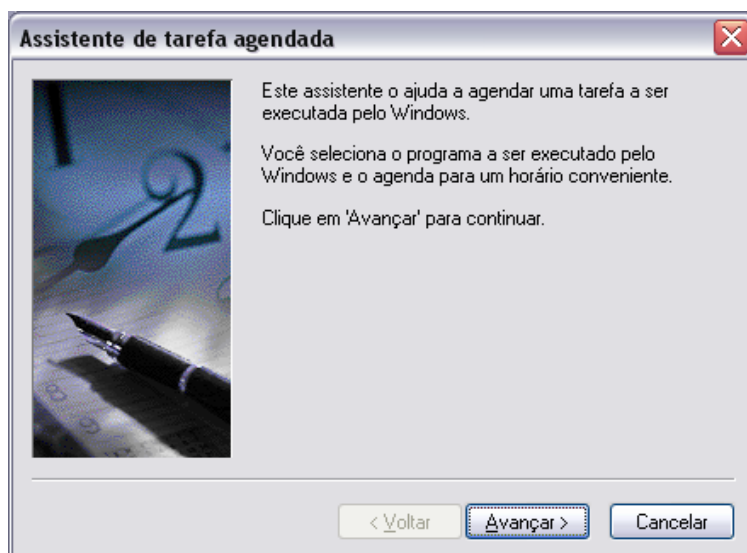 Assistente de tarefa agendada
Este assistente o ajuda a agendar uma tarefa a ser
executada pelo Windows.
Você seleciona o programa a ser executado pelo
Windows e o agenda para um horário conveniente.
Clique em 'Avançar' para continuar.
< Voltar
Avançar >
Cancelar